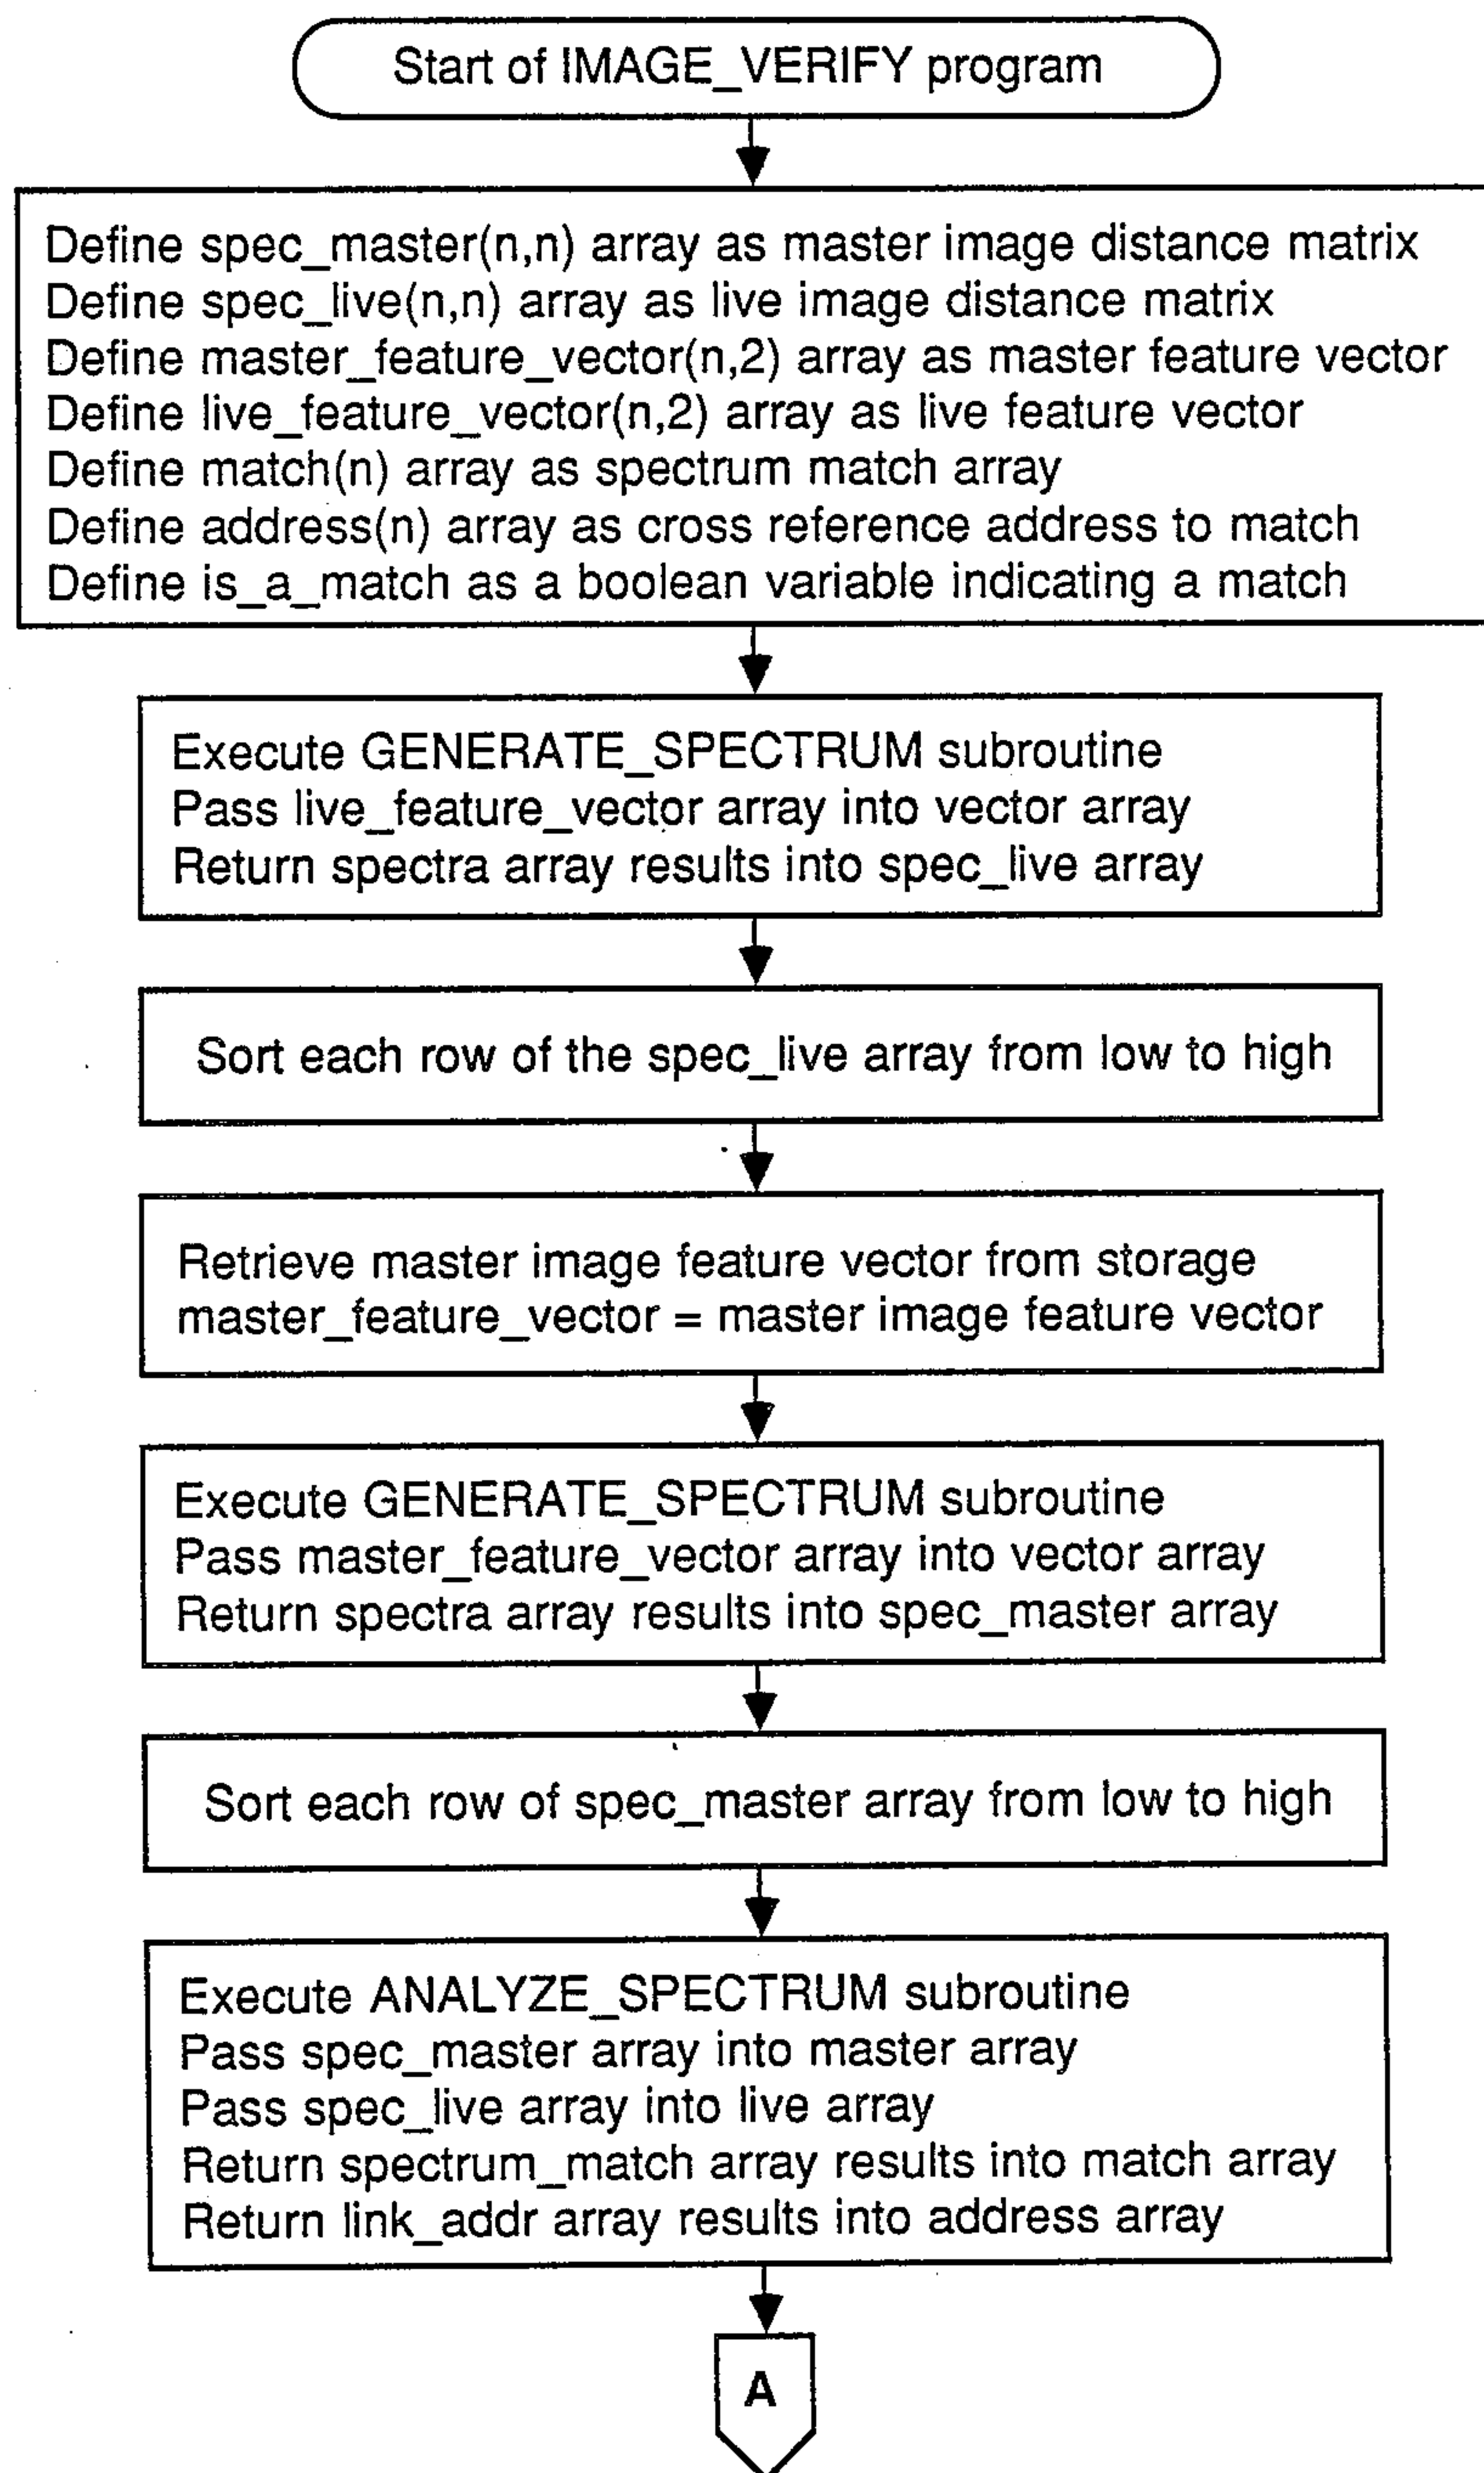 Start of IMAGE_VERIFY program
Define spec_master(n,n) array as master image distance matrix
Define spec_live(n,n) array as live image distance matrix
Define master_feature_vector(n,2) array as master feature vector
Define live_feature_vector(n,2) array as live feature vector
Define match(n) array as spectrum match array
Define address(n) array as cross reference address to match
Define is_a_match as a boolean variable indicating a match
Execute GENERATE_SPECTRUM subroutine
Pass live_feature_vector array into vector array
Return spectra array results into spec_live array
Sort each row of the spec_live array from low to high
Retrieve master image feature vector from storage
master_feature_vector = master image feature vector
Execute GENERATE_SPECTRUM subroutine
Pass master_feature_vector array into vector array
Return spectra array results into spec_master array
Sort each row of spec_master array from low to high
Execute ANALYZE_SPECTRUM subroutine
Pass spec_master array into master array
Pass spec_live array into live array
Return spectrum_match array results into match array
Return link_addr array results into address array
A